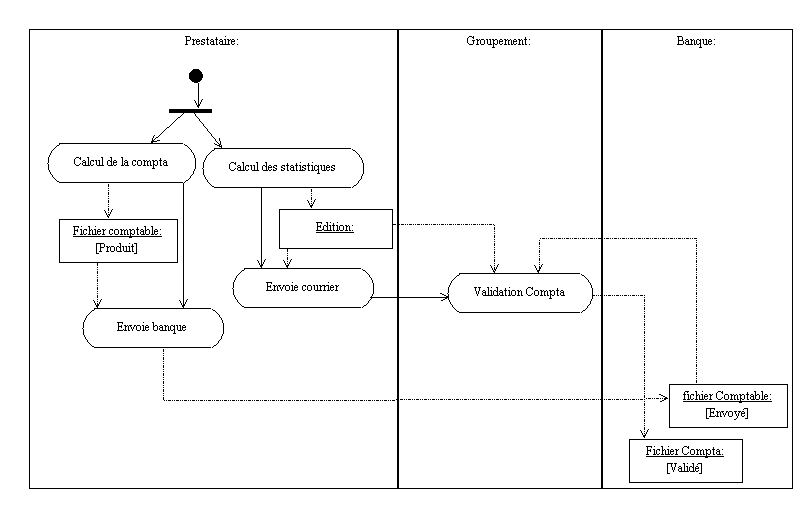 Prestataire:
Groupement:
Banque:
Calcul de la compta
Calcul des statistiques
Fichier comptable:
[Produit]
Edition:
Envoie courrier
Validation Compta
Envoie banque
fichier Comptable:
[Envoyé]
Fichier Compta:
[Validé]